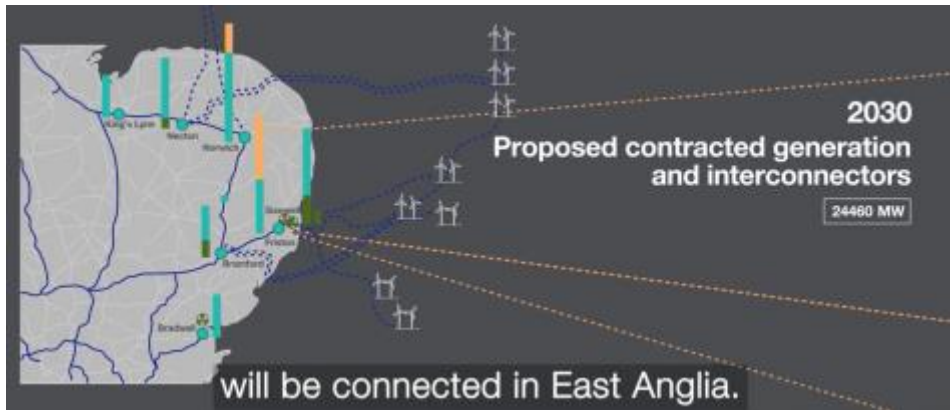 King's Lynn
Necton
Norwich
2030
Proposed contracted generation
and interconnectors
24460 MW
Sizewell
Friston
Bramford
Bradwell
will be connected in East Anglia.